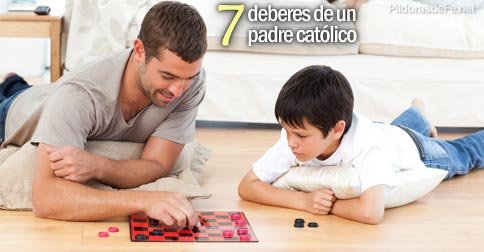 PildorasdeFe.net
7 deberes de un
padre católico